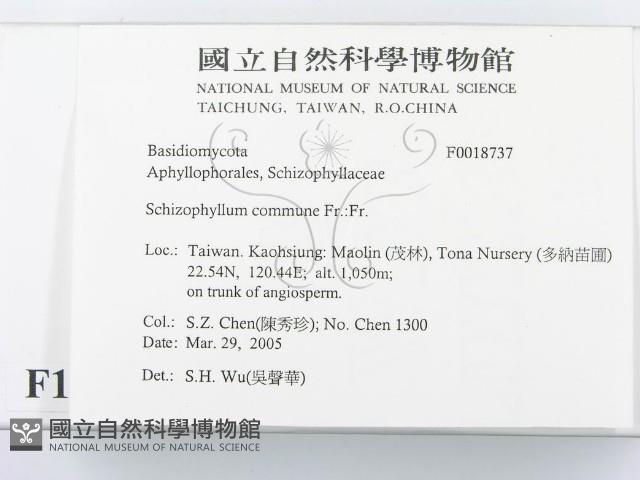 國立自然科學博物館
NATIONAL MUSEUM OF NATURAL SCIENCE
TAICHUNG, TAIWAN, R.O.CHINA
Basidiomycota F0018737
Aphyllophorales, Schizophyllaceae
Schizophyllum commune Fr.:Fr.
Loc.: Taiwan. Kaohsiung: Maolin (茂林), Tona Nursery (多納苗圃)
22.54N, 120.44E; alt. 1,050m;
on trunk of angiosperm.
Col.: S.Z. Chen(陳秀珍); No. Chen 1300
Date: Mar. 29, 2005
Det.: S.H. Wu(吳聲華)
F1
國立自然科學博物館
NATIONAL MUSEUM OF NATURAL SCIENCE